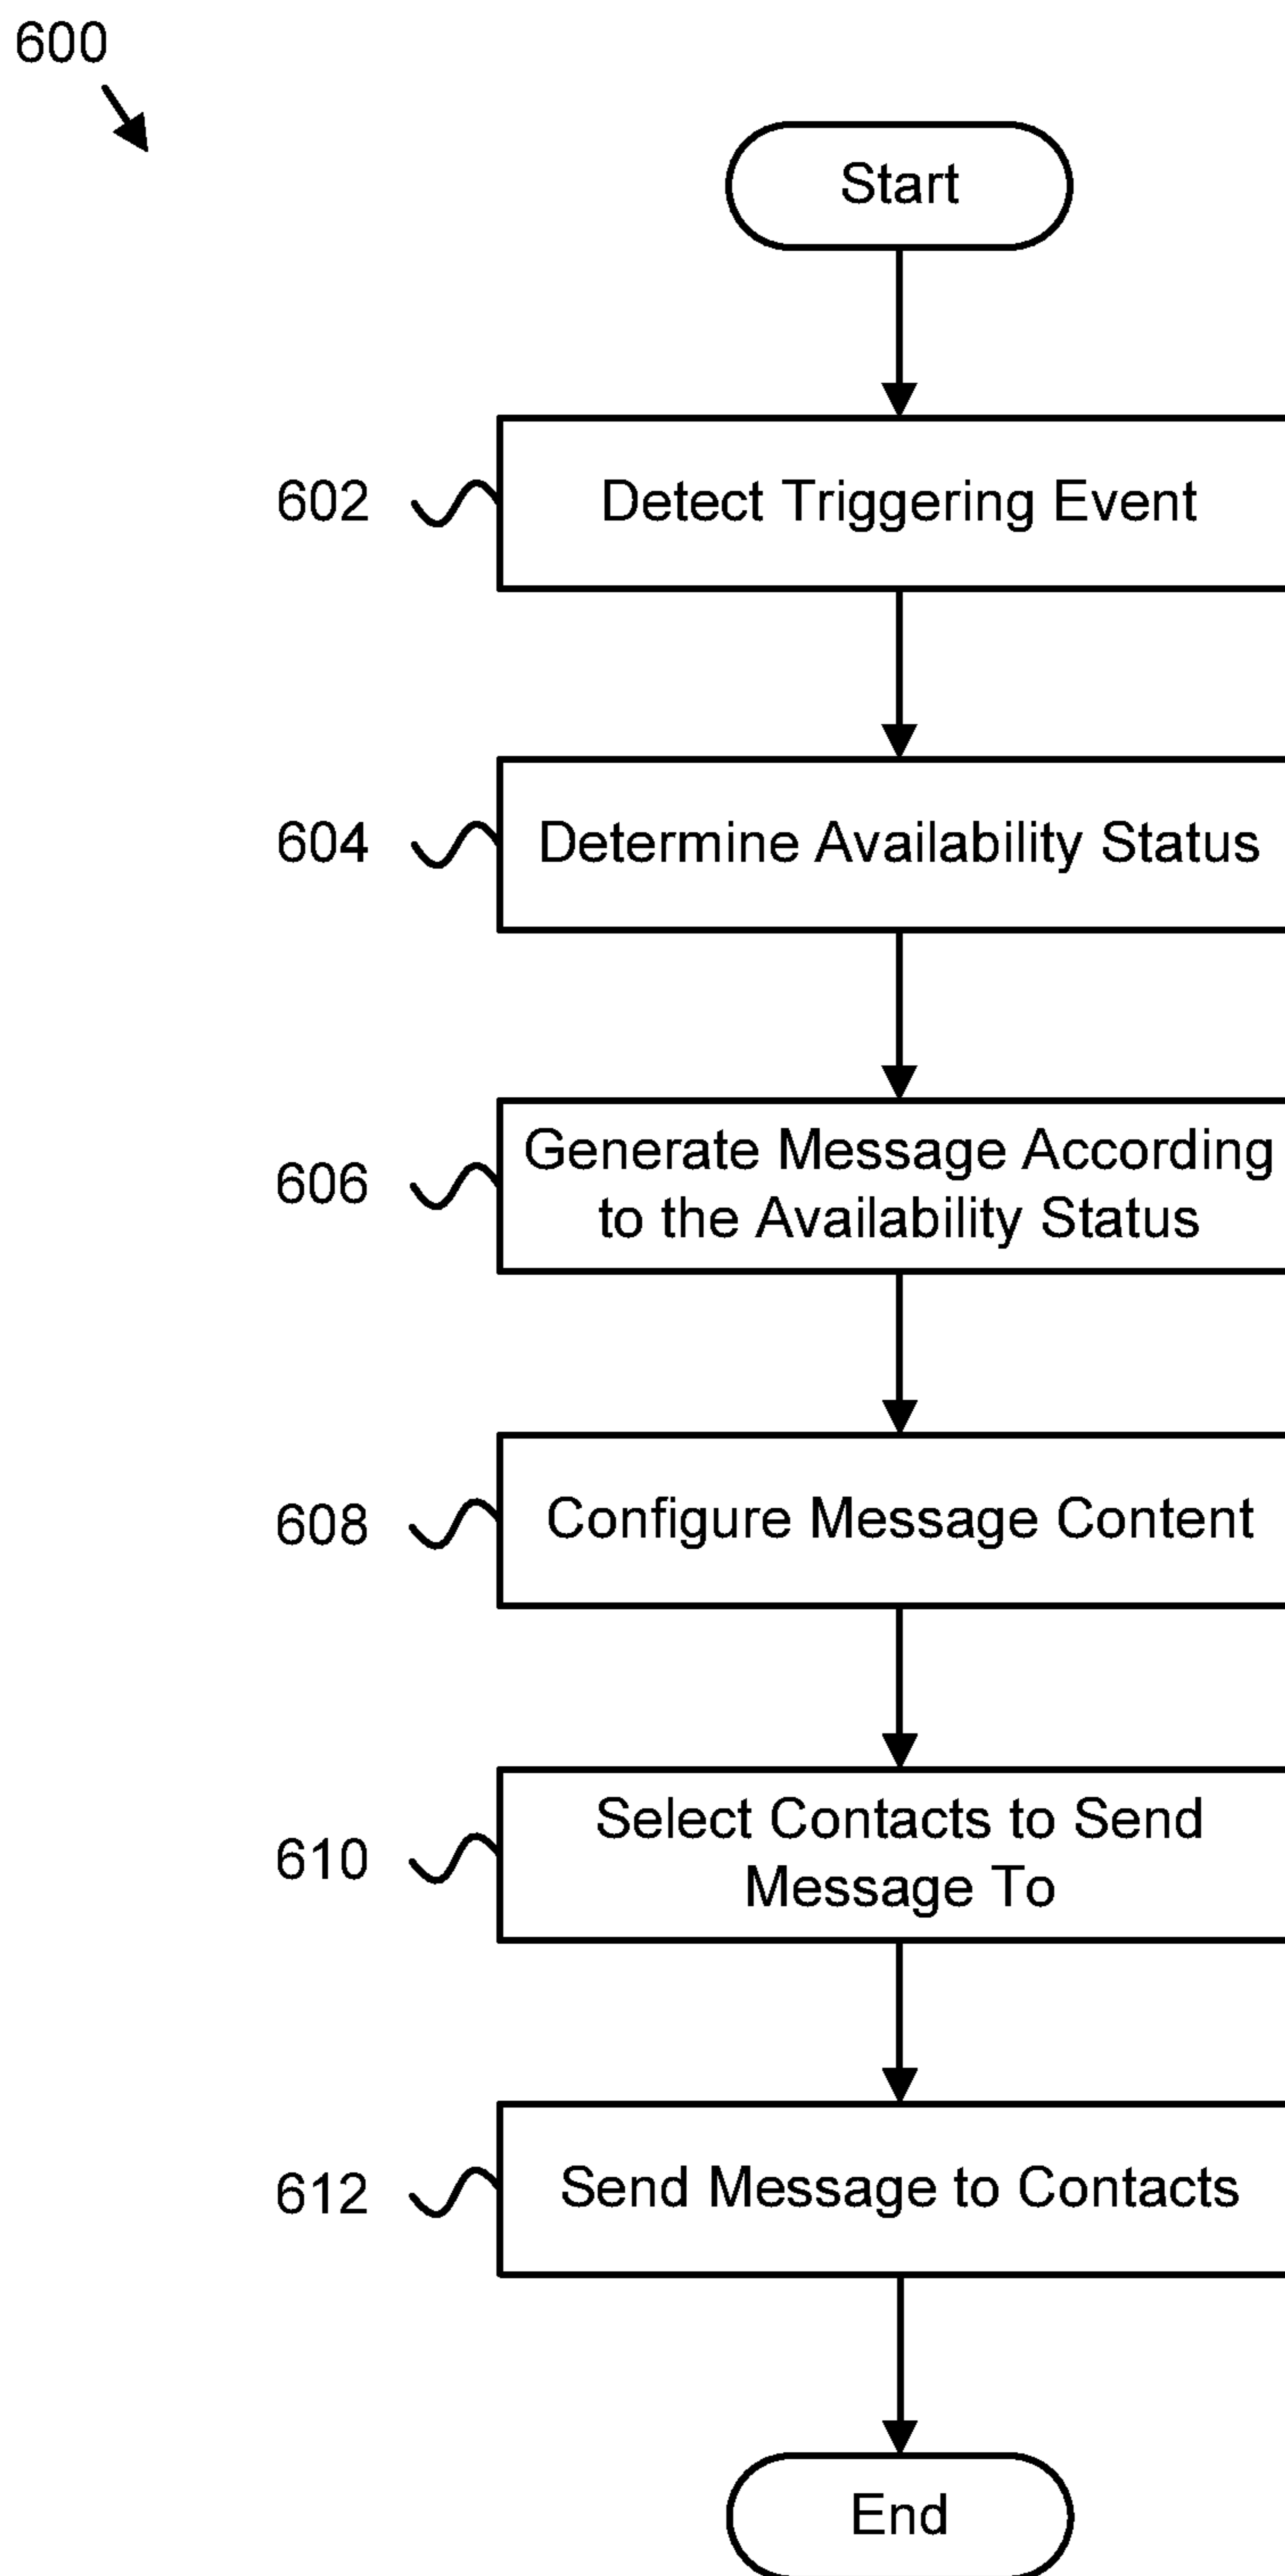 600
Start
602
Detect Triggering Event
604
Determine Availability Status
606
Generate Message According
to the Availability Status
608
Configure Message Content
610
Select Contacts to Send
Message To
612
Send Message to Contacts
End